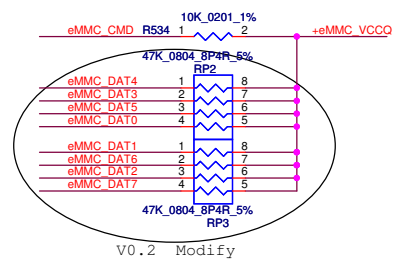 10K_0201_1%
eMMC_CMD R534 1 2 +eMMC_VCCQ
47K_0804_8P4R_5%
RP2
eMMC_DAT4 1 8
eMMC_DAT3 2 7
eMMC_DAT5 3 6
eMMC_DAT0 4 5
eMMC_DAT1 1 8
eMMC_DAT6 2 7
eMMC_DAT2 3 6
eMMC_DAT7 4 5
47K_0804_8P4R_5%
RP3
V0.2 Modify